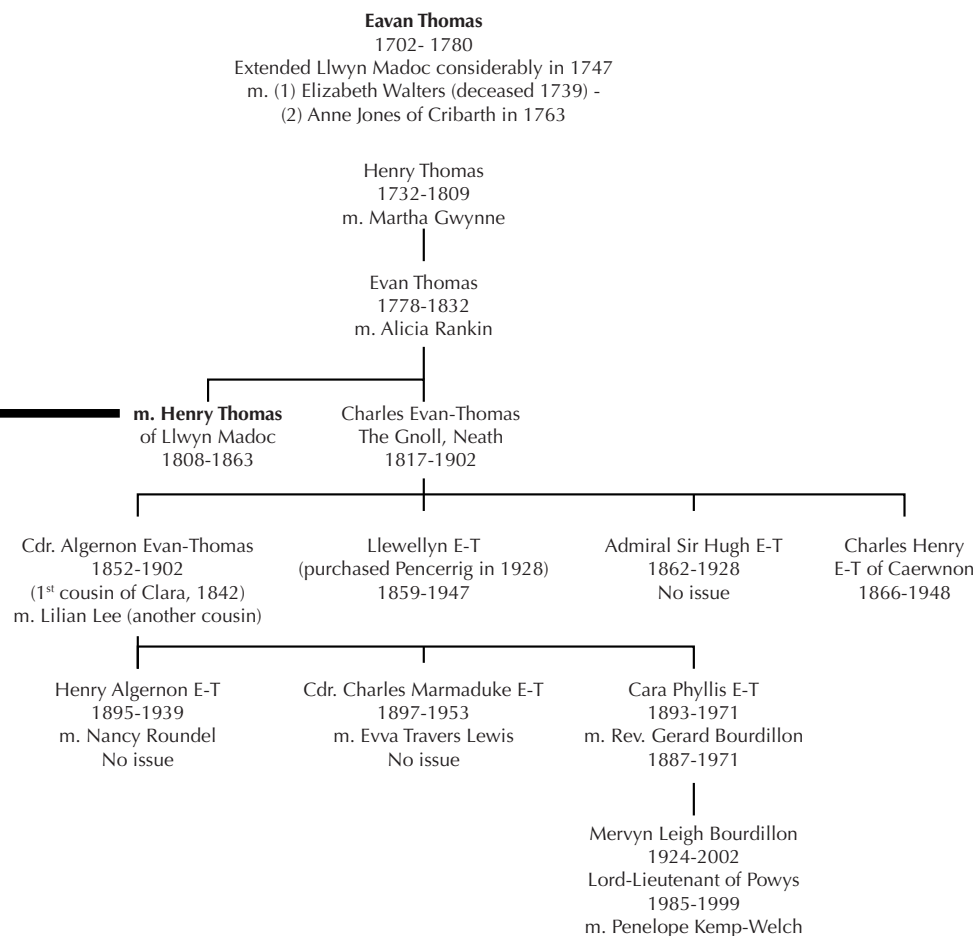 Eavan Thomas
1702- 1780
Extended Llwyn Madoc considerably in 1747
m. (1) Elizabeth Walters (deceased 1739) -
(2) Anne Jones of Cribarth in 1763
Henry Thomas
1732-1809
m. Martha Gwynne
Evan Thomas
1778-1832
m. Alicia Rankin
m. Henry Thomas
of Llwyn Madoc
1808-1863
Charles Evan-Thomas
The Gnoll, Neath
1817-1902
Cdr. Algernon Evan-Thomas
1852-1902
(1st cousin of Clara, 1842)
m. Lilian Lee (another cousin)
Llewellyn E-T
(purchased Pencerrig in 1928)
1859-1947
Admiral Sir Hugh E-T
1862-1928
No issue
Charles Henry
E-T of Caerwnon
1866-1948
Henry Algernon E-T
1895-1939
m. Nancy Roundel
No issue
Cdr. Charles Marmaduke E-T
1897-1953
m. Evva Travers Lewis
No issue
Cara Phyllis E-T
1893-1971
m. Rev. Gerard Bourdillon
1887-1971
Mervyn Leigh Bourdillon
1924-2002
Lord-Lieutenant of Powys
1985-1999
m. Penelope Kemp-Welch